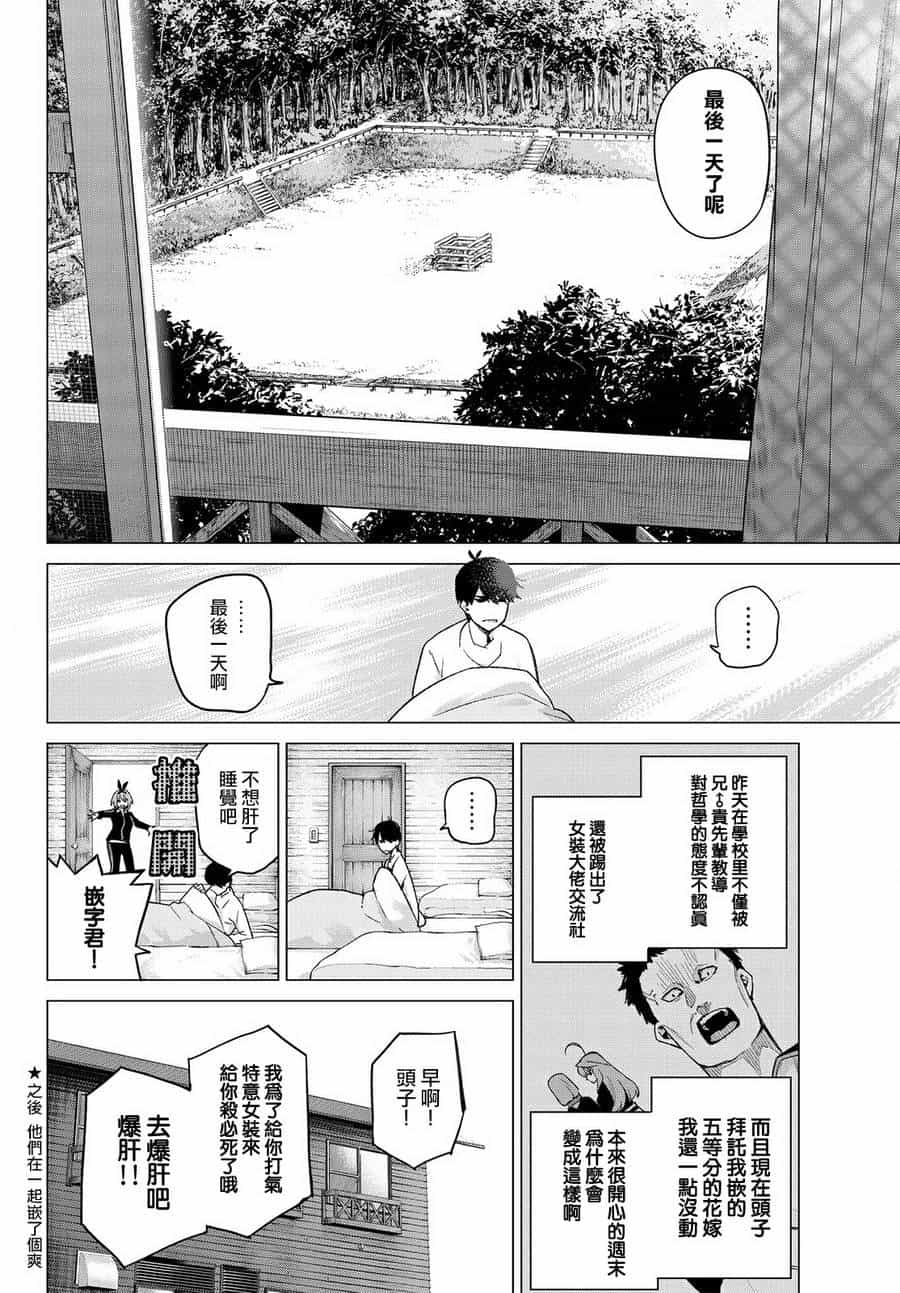 最後一天了呢
……
……
最後一天啊
昨天在學校里不僅被
兄♂貴先輩教導
對哲學的態度不認真
還被踢出了
女裝大佬交流社
而且現在頭子
拜託我嵌的
五等分的花嫁
我還一點沒動
本來很開心的週末
為什麼會
變成這樣啊
……
不想肝了
睡覺吧
推開
嵌字君！
早啊！
頭子！
我為了給你打氣
特意女裝來
給你殺必死了哦
去爆肝吧
爆肝!!
★之後 他們在一起嵌了個爽